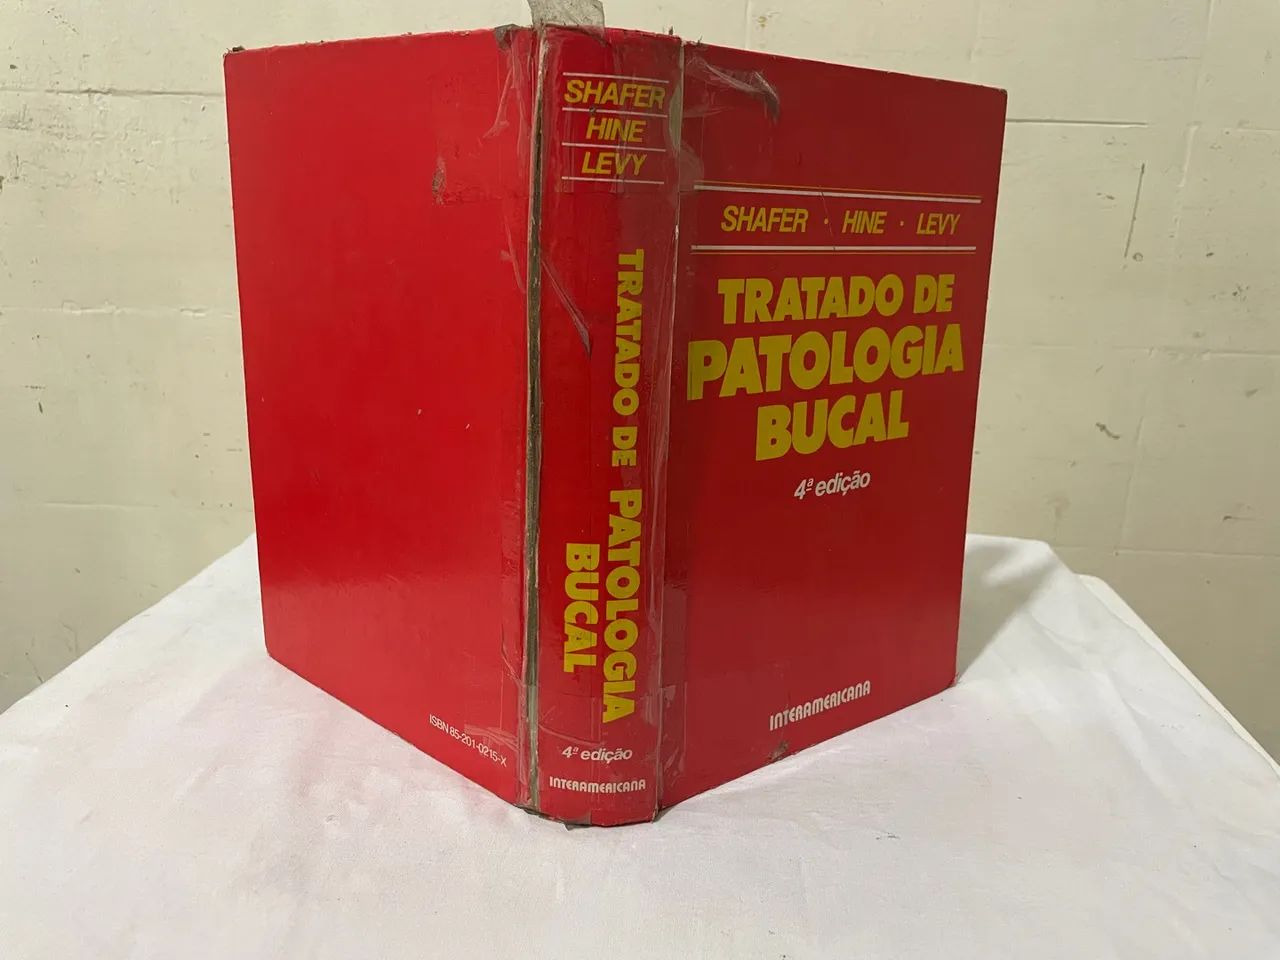 SHAFER
HINE
LEVY
TRATADO DE PATOLOGIA
BUCAL
4ª edição
INTERAMERICANA
SHAFER · HINE · LEVY
TRATADO DE
PATOLOGIA
BUCAL
4ª edição
INTERAMERICANA
ISBN 85-201-0215-X